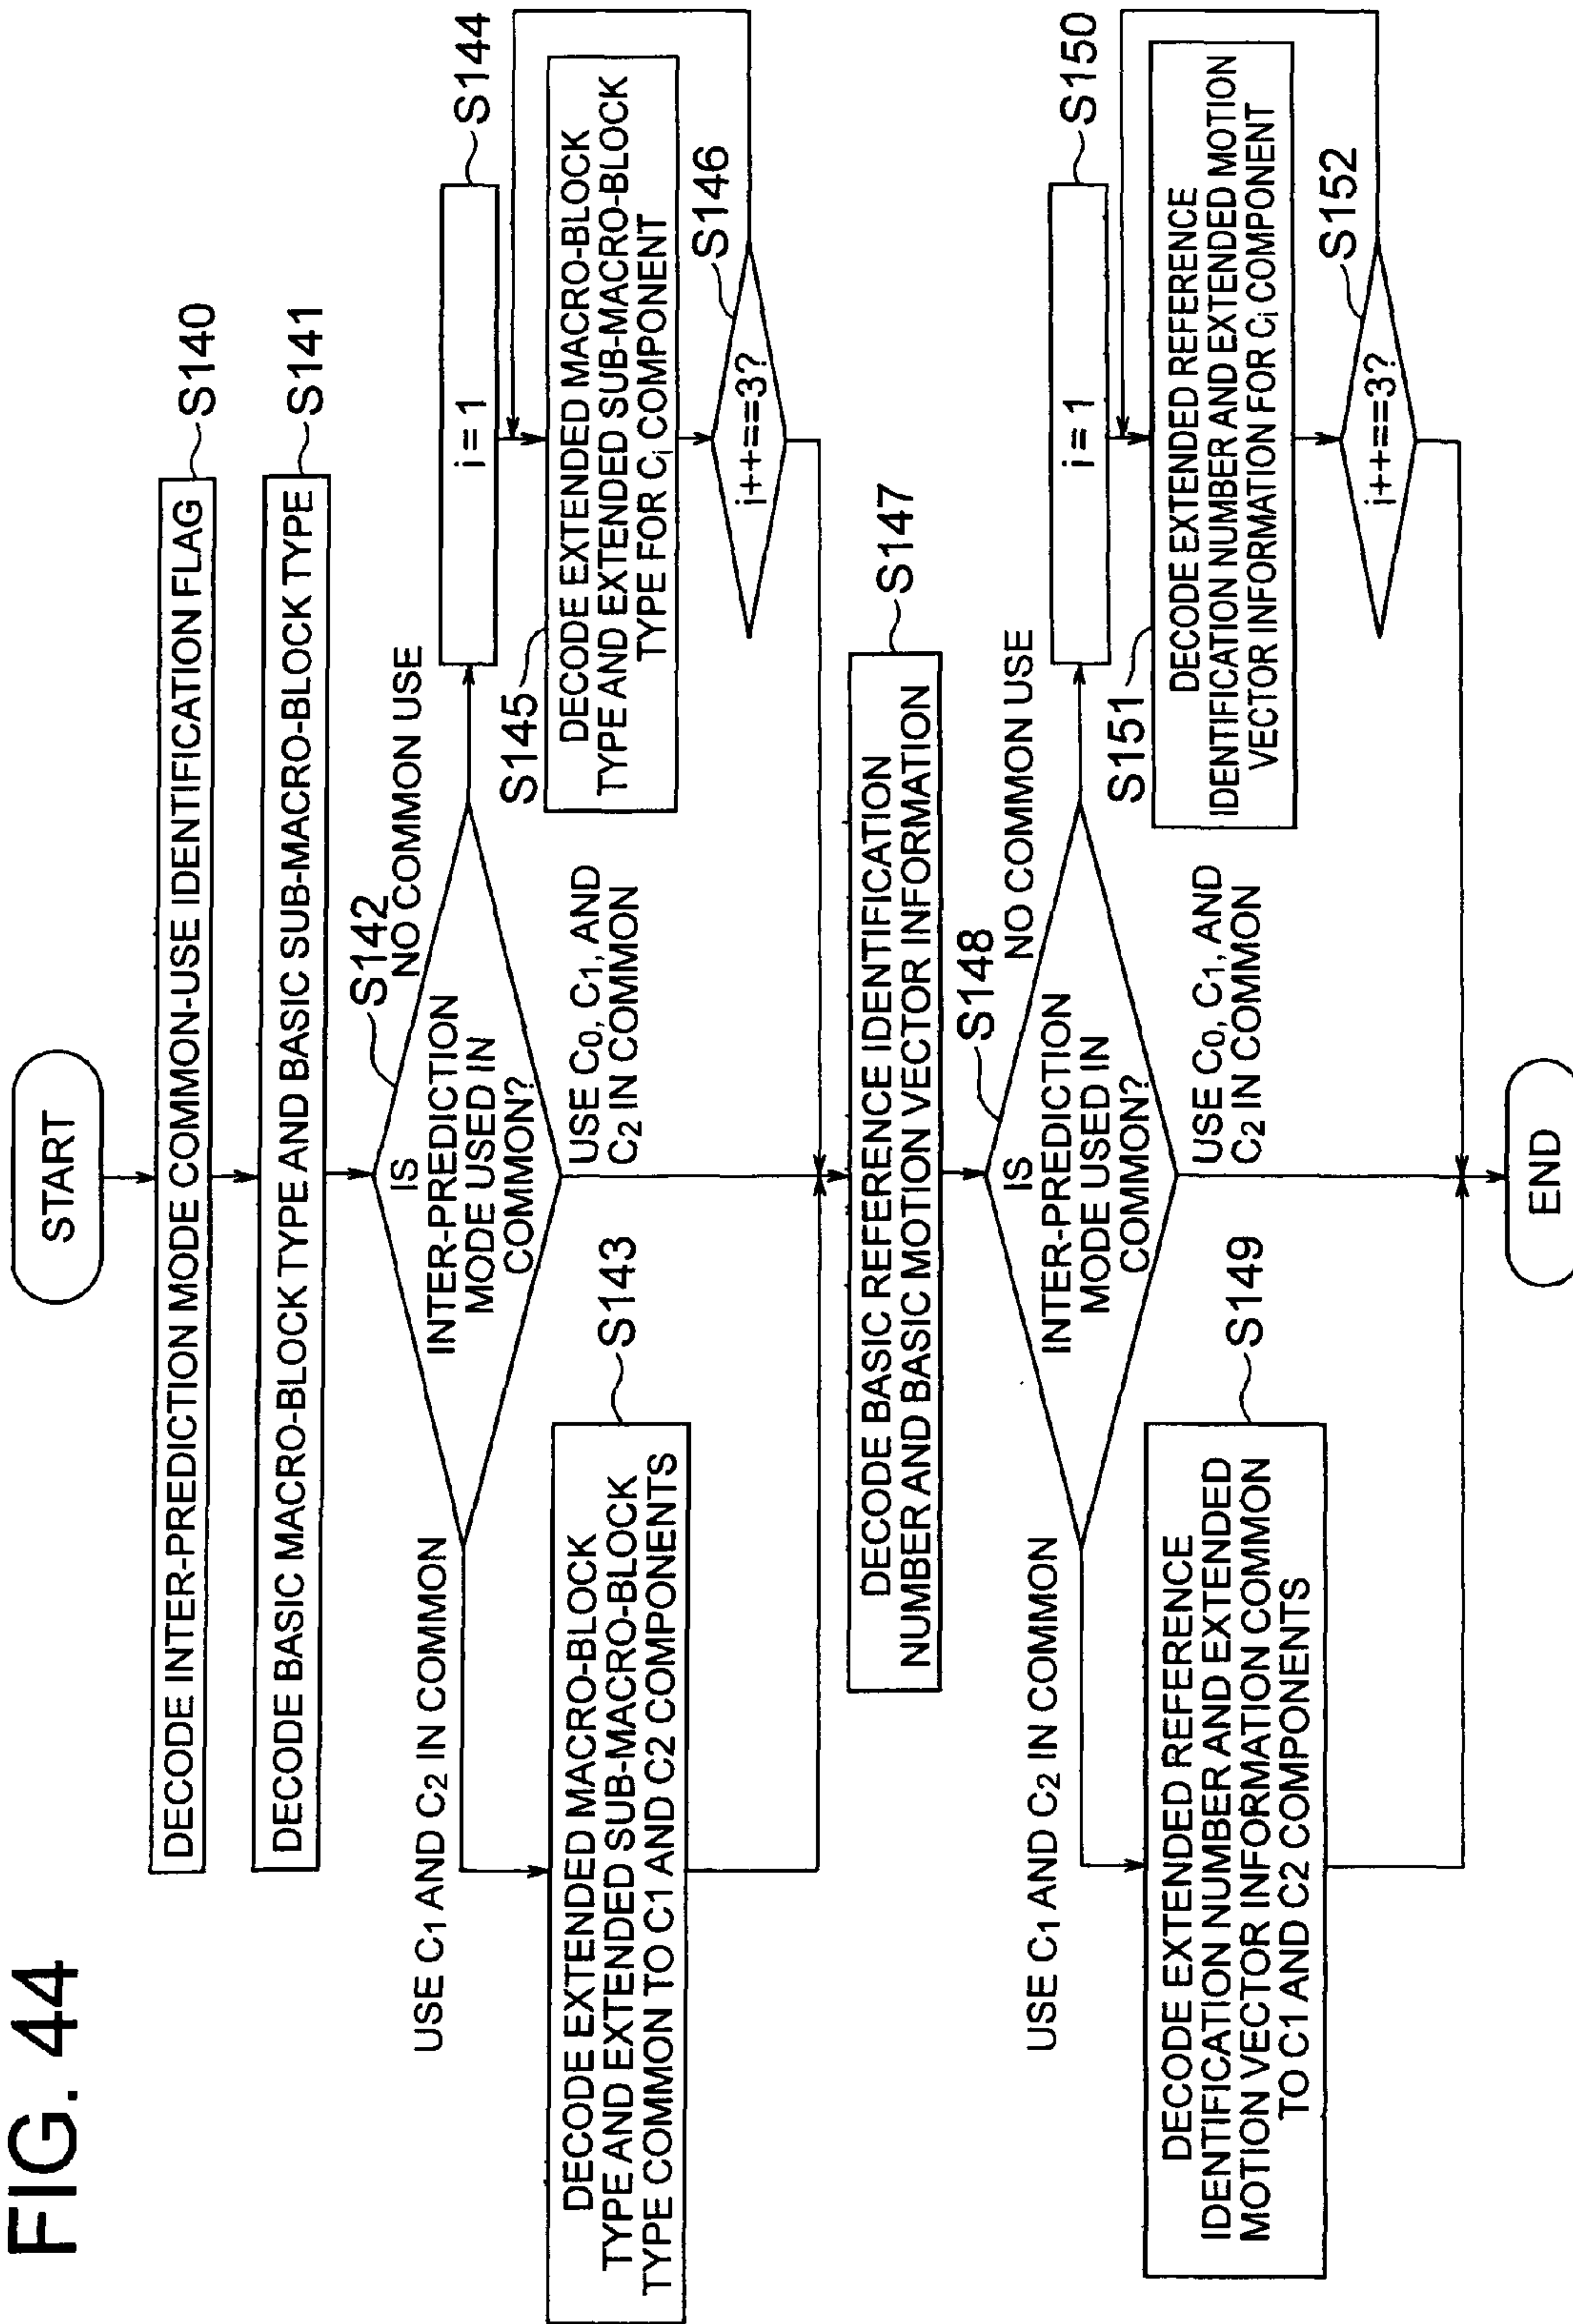 FIG. 44
START
DECODE INTER-PREDICTION MODE COMMON-USE IDENTIFICATION FLAG
S140
DECODE BASIC MACRO-BLOCK TYPE AND BASIC SUB-MACRO-BLOCK TYPE
S141
S142
IS
INTER-PREDICTION
MODE USED IN
COMMON?
USE C1 AND C2 IN COMMON
NO COMMON USE
USE C0, C1, AND
C2 IN COMMON
S143
DECODE EXTENDED MACRO-BLOCK
TYPE AND EXTENDED SUB-MACRO-BLOCK
TYPE COMMON TO C1 AND C2 COMPONENTS
i = 1
S144
S145
DECODE EXTENDED MACRO-BLOCK
TYPE AND EXTENDED SUB-MACRO-BLOCK
TYPE FOR Ci COMPONENT
S146
i++==3?
S147
DECODE BASIC REFERENCE IDENTIFICATION
NUMBER AND BASIC MOTION VECTOR INFORMATION
S148
IS
INTER-PREDICTION
MODE USED IN
COMMON?
USE C1 AND C2 IN COMMON
NO COMMON USE
USE C0, C1, AND
C2 IN COMMON
S149
DECODE EXTENDED REFERENCE
IDENTIFICATION NUMBER AND EXTENDED
MOTION VECTOR INFORMATION COMMON
TO C1 AND C2 COMPONENTS
i = 1
S150
S151
DECODE EXTENDED REFERENCE
IDENTIFICATION NUMBER AND EXTENDED MOTION
VECTOR INFORMATION FOR Ci COMPONENT
S152
i++==3?
END